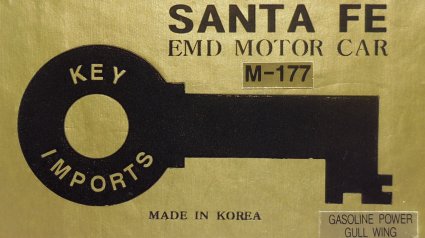 SANTA FE
EMD MOTOR CAR
M-177
KEY
IMPORTS
MADE IN KOREA
GASOLINE POWER
GULL WING